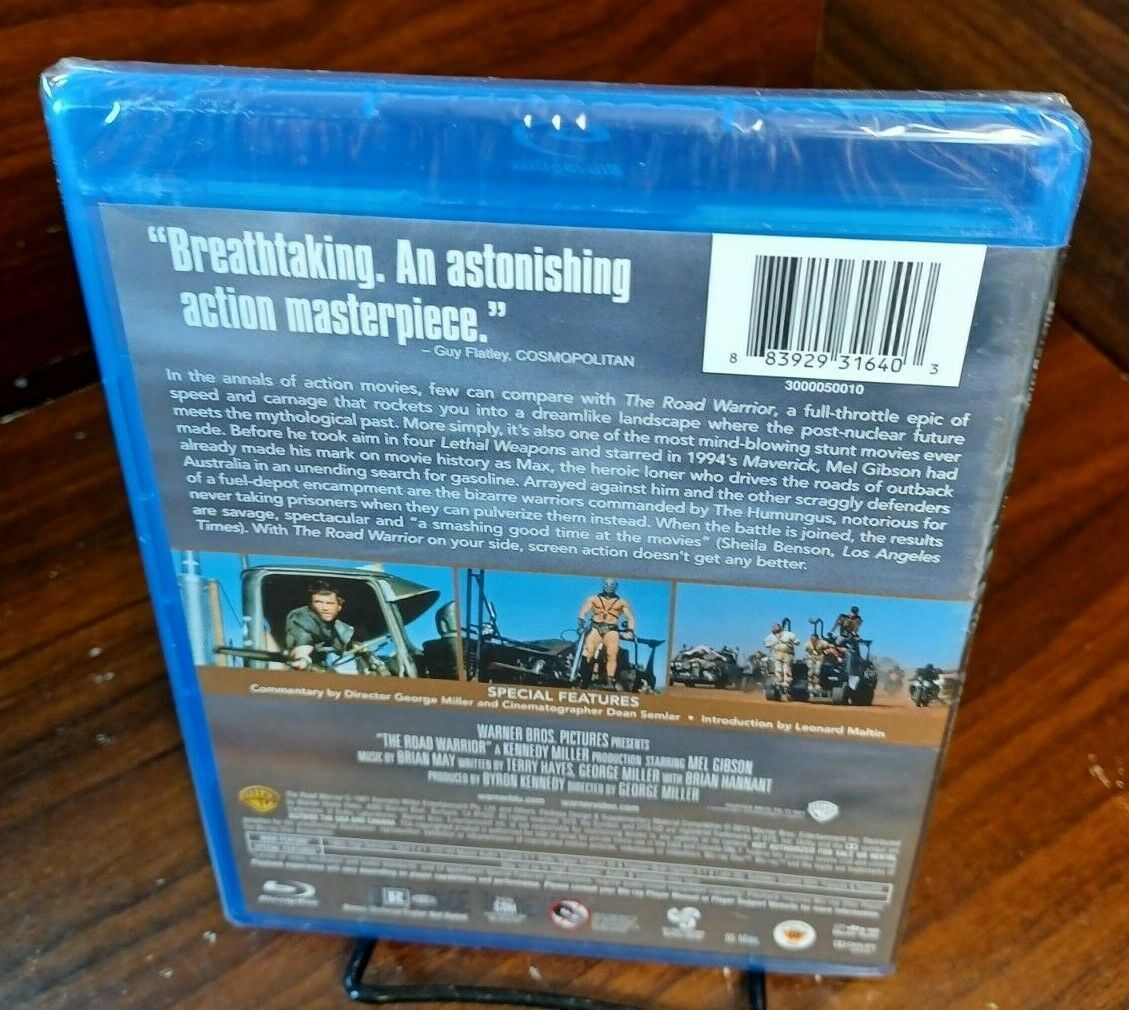 “Breathtaking. An astonishing
action masterpiece.”
– Guy Flatley, COSMOPOLITAN
8 83929 31640 3
3000050010
In the annals of action movies, few can compare with The Road Warrior, a full-throttle epic of
speed and carnage that rockets you into a dreamlike landscape where the post-nuclear future
meets the mythological past. More simply, it's also one of the most mind-blowing stunt movies ever
made. Before he took aim in four Lethal Weapons and starred in 1994's Maverick, Mel Gibson had
already made his mark on movie history as Max, the heroic loner who drives the roads of outback
Australia in an unending search for gasoline. Arrayed against him and the other scraggly defenders
of a fuel-depot encampment are the bizarre warriors commanded by The Humungus, notorious for
never taking prisoners when they can pulverize them instead. When the battle is joined, the results
are savage, spectacular and “a smashing good time at the movies” (Sheila Benson, Los Angeles
Times). With The Road Warrior on your side, screen action doesn't get any better.
SPECIAL FEATURES
Commentary by Director George Miller and Cinematographer Dean Semler • Introduction by Leonard Maltin
WARNER BROS. PICTURES PRESENTS
"THE ROAD WARRIOR" A KENNEDY MILLER PRODUCTION STARRING MEL GIBSON
MUSIC BY BRIAN MAY WRITTEN BY TERRY HAYES, GEORGE MILLER WITH BRIAN HANNANT
PRODUCED BY BYRON KENNEDY DIRECTED BY GEORGE MILLER
R